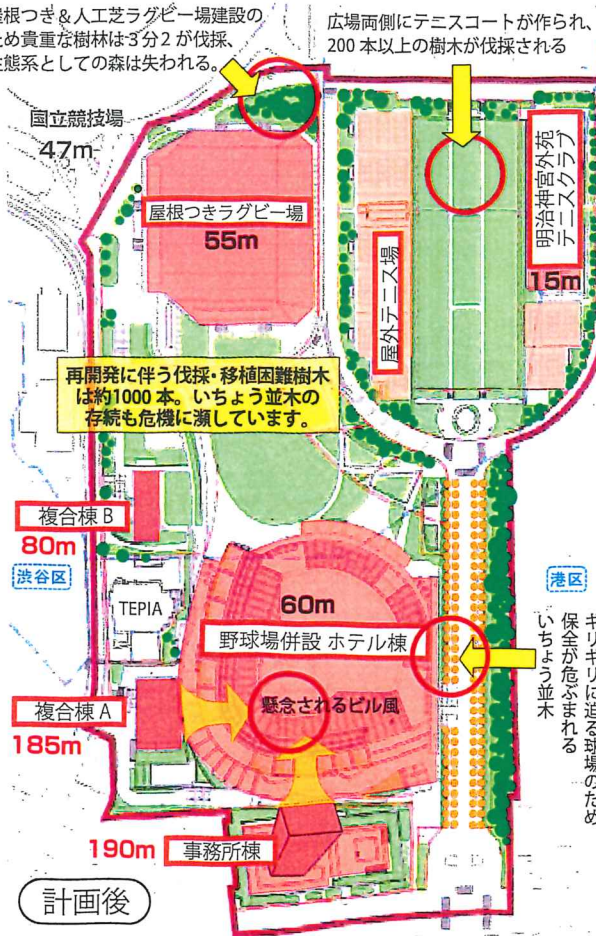 屋根つき&人工芝ラグビー場建設の
ため貴重な樹林は3分2が伐採、
生態系としての森は失われる。
広場両側にテニスコートが作られ、
200本以上の樹木が伐採される
国立競技場
47m
屋根つきラグビー場
55m
屋外テニス場
明治神宮外苑
テニスクラブ
15m
再開発に伴う伐採・移植困難樹木
は約1000本。いちょう並木の
存続も危機に瀕しています。
複合棟 B
80m
渋谷区
TEPIA
60m
野球場併設 ホテル棟
港区
ギリギリに迫る球場のため
保全が危ぶまれる
いちょう並木
複合棟 A
185m
懸念されるビル風
190m
事務所棟
計画後